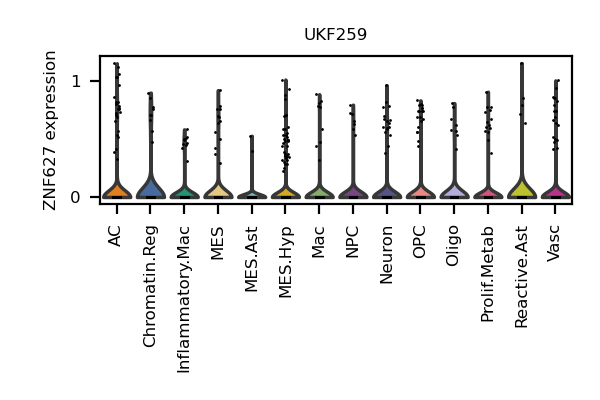 UKF259
ZNF627 expression
1
0
AC
Chromatin.Reg
Inflammatory.Mac
MES
MES.Ast
MES.Hyp
Mac
NPC
Neuron
OPC
Oligo
Prolif.Metab
Reactive.Ast
Vasc